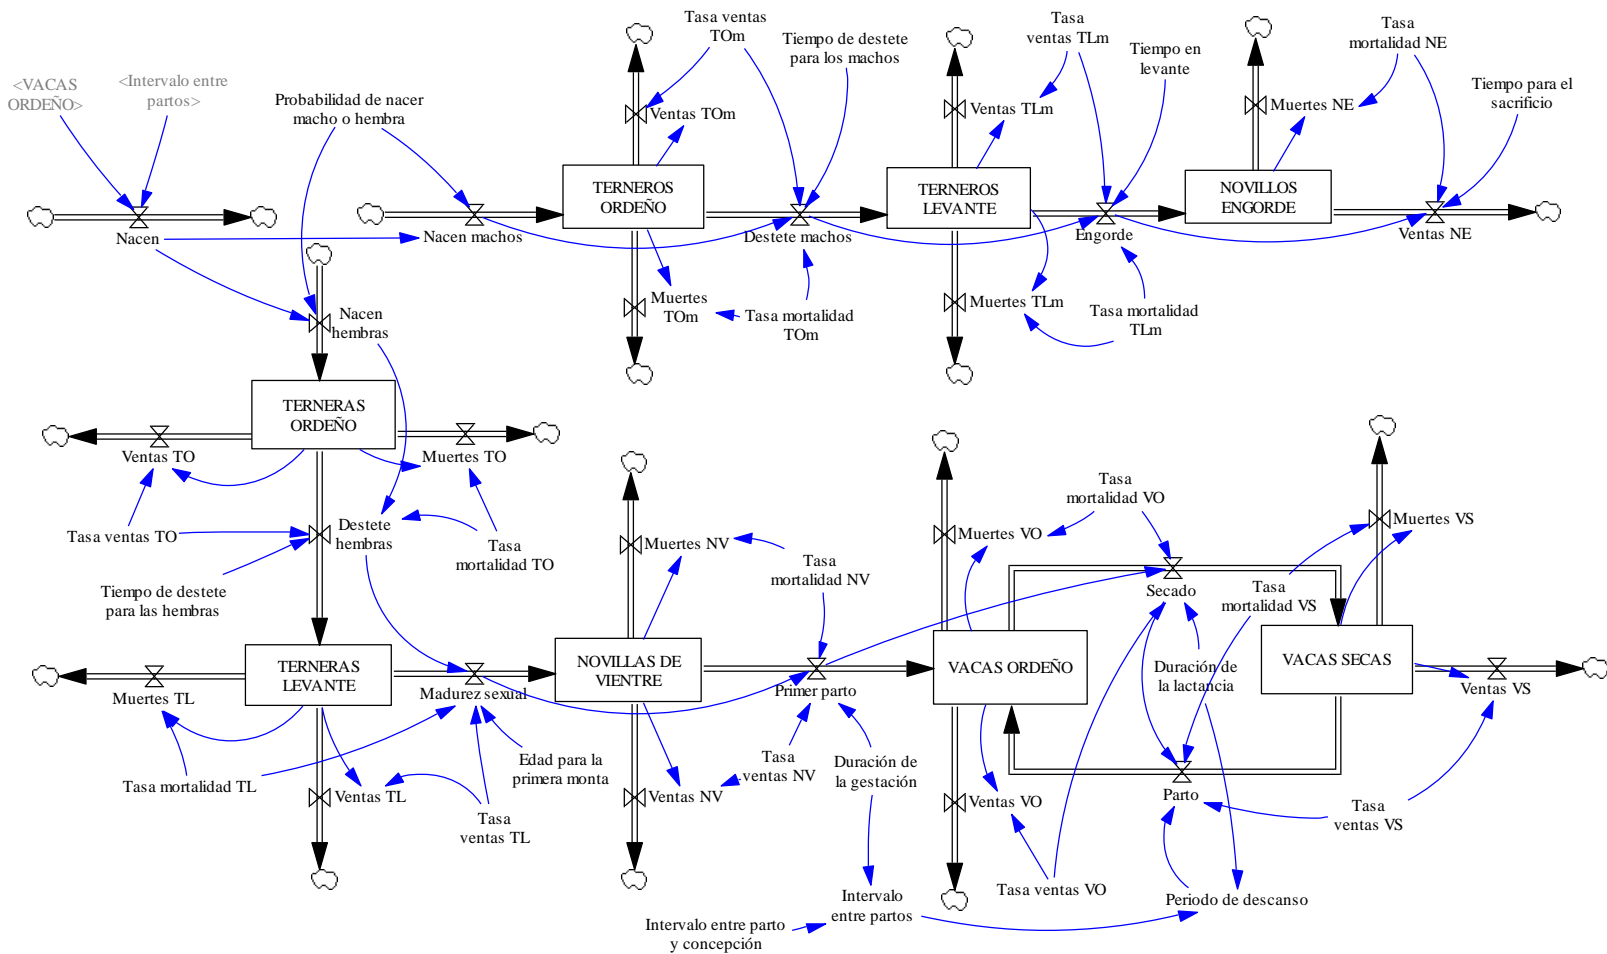 Tasa ventas
TOm
Tiempo de destete
para los machos
Tasa
ventas TLm
Tiempo en
levante
Tasa
mortalidad NE
Tiempo para el
sacrificio
<VACAS
ORDEÑO>
<Intervalo entre
partos>
Probabilidad de nacer
macho o hembra
Ventas TOm
Ventas TLm
Muertes NE
TERNEROS
ORDEÑO
TERNEROS
LEVANTE
NOVILLOS
ENGORDE
Nacen
Nacen machos
Destete machos
Engorde
Ventas NE
Muertes
TOm
Tasa mortalidad
TOm
Muertes TLm
Tasa mortalidad
TLm
Nacen
hembras
TERNERAS
ORDEÑO
Ventas TO
Muertes TO
Tasa ventas TO
Destete
hembras
Tasa
mortalidad TO
Tiempo de destete
para las hembras
Muertes NV
Tasa
mortalidad NV
Muertes VO
Tasa
mortalidad VO
Muertes VS
Secado
Tasa
mortalidad VS
TERNERAS
LEVANTE
NOVILLAS DE
VIENTRE
VACAS ORDEÑO
Duración de
la lactancia
VACAS SECAS
Muertes TL
Madurez sexual
Primer parto
Ventas VS
Tasa mortalidad TL
Ventas TL
Edad para la
primera monta
Tasa
ventas TL
Ventas NV
Tasa
ventas NV
Duración de
la gestación
Ventas VO
Parto
Tasa
ventas VS
Tasa ventas VO
Intervalo
entre partos
Periodo de descanso
Intervalo entre parto
y concepción